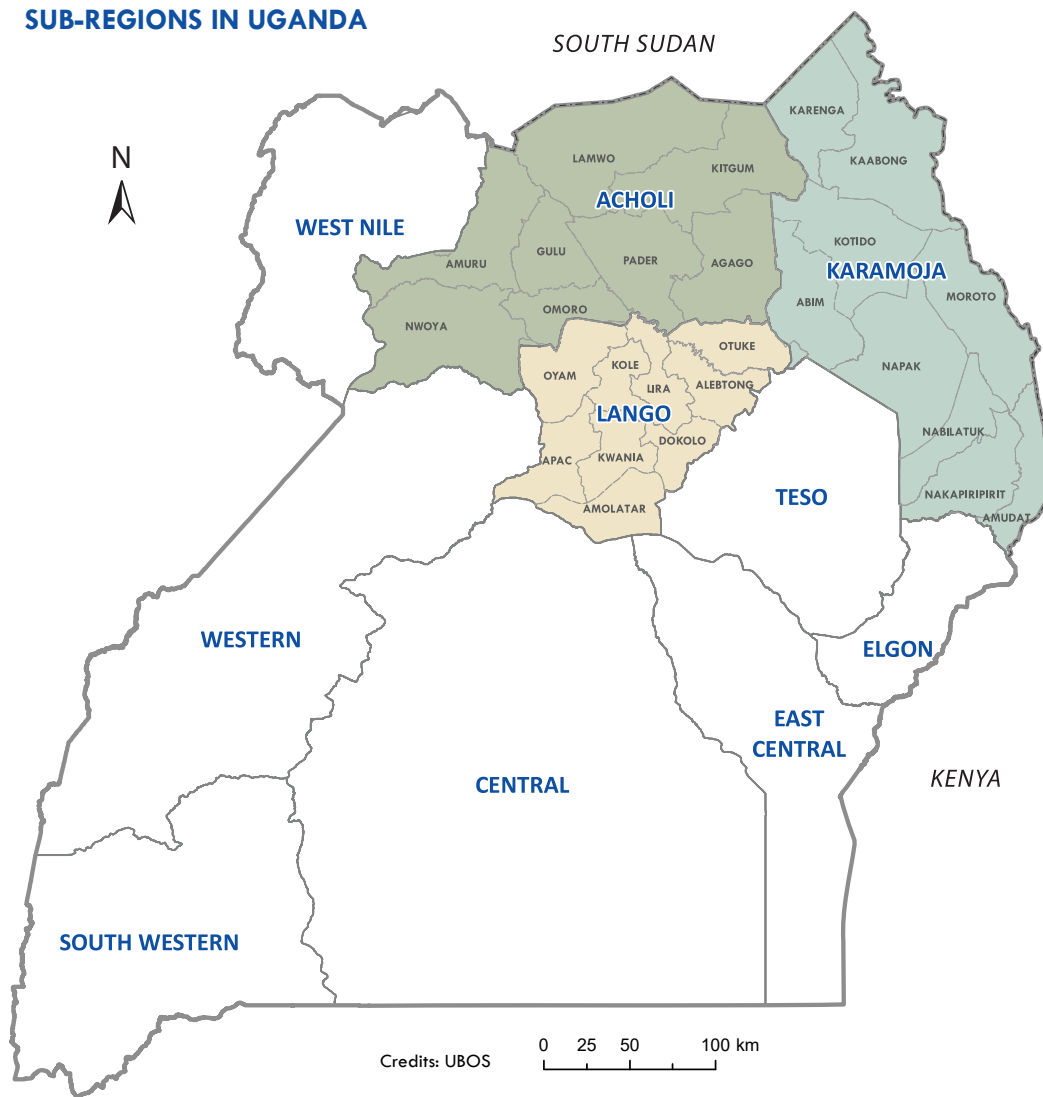 SUB-REGIONS IN UGANDA
SOUTH SUDAN
N
KARENGA
KAABONG
LAMWO
KITGUM
ACHOLI
WEST NILE
GULU
AMURU
PADER
AGAGO
KOTIDO
KARAMOJA
ABIM
MOROTO
OMORO
NWOYA
OTUKE
KOLE
OYAM
LIRA
ALEBTONG
NAPAK
LANGO
DOKOLO
NABILATUK
APAC
KWANIA
TESO
NAKAPIRIPIRIT
AMOLATAR
AMUDAT
WESTERN
ELGON
EAST
CENTRAL
CENTRAL
KENYA
SOUTH WESTERN
Credits: UBOS
0 25 50 100 km